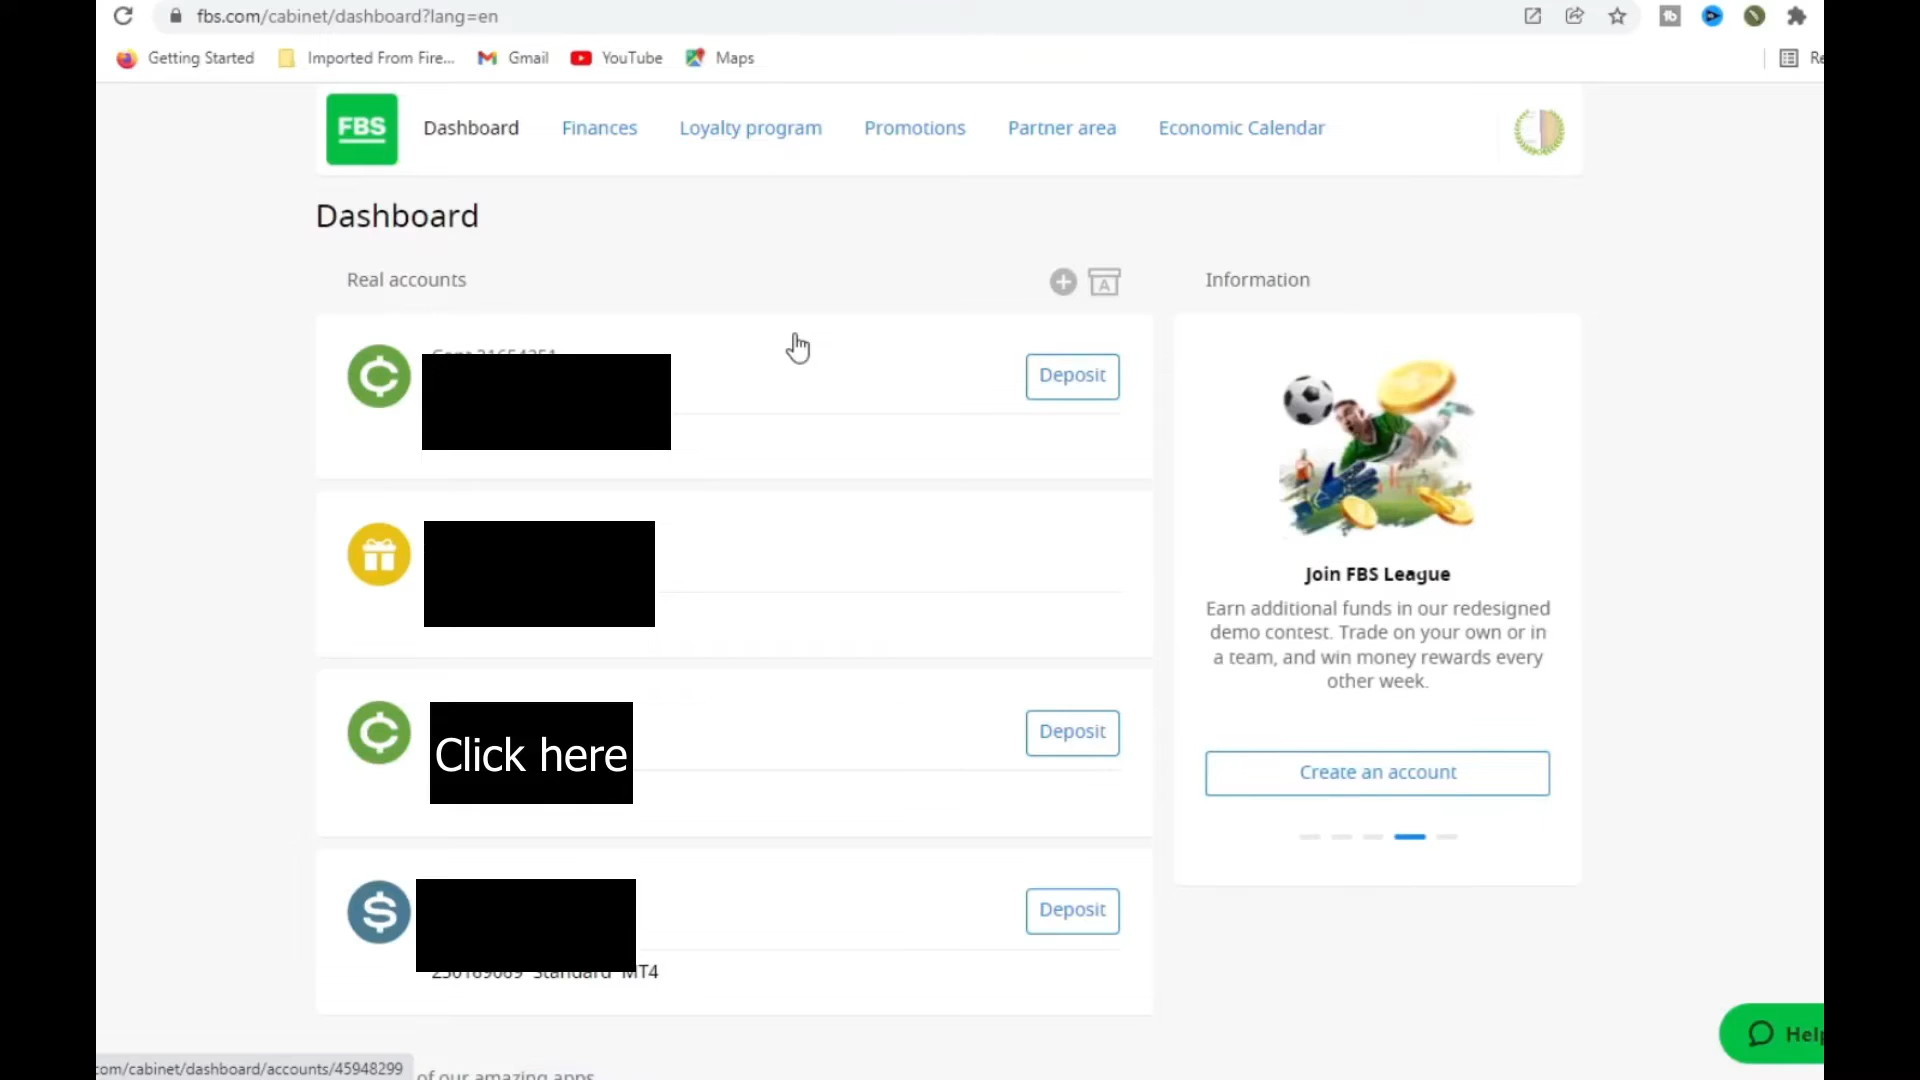 fbs.com/cabinet/dashboard?lang=en
Getting Started Imported From Fire... Gmail YouTube Maps
FBS Dashboard Finances Loyalty program Promotions Partner area Economic Calendar
Dashboard
Real accounts
A
Information
Deposit
Join FBS League
Earn additional funds in our redesigned
demo contest. Trade on your own or in
a team, and win money rewards every
other week.
Click here
Deposit
Create an account
Deposit
Standard MT4
Help
com/cabinet/dashboard/accounts/45948299
of our amazing apps